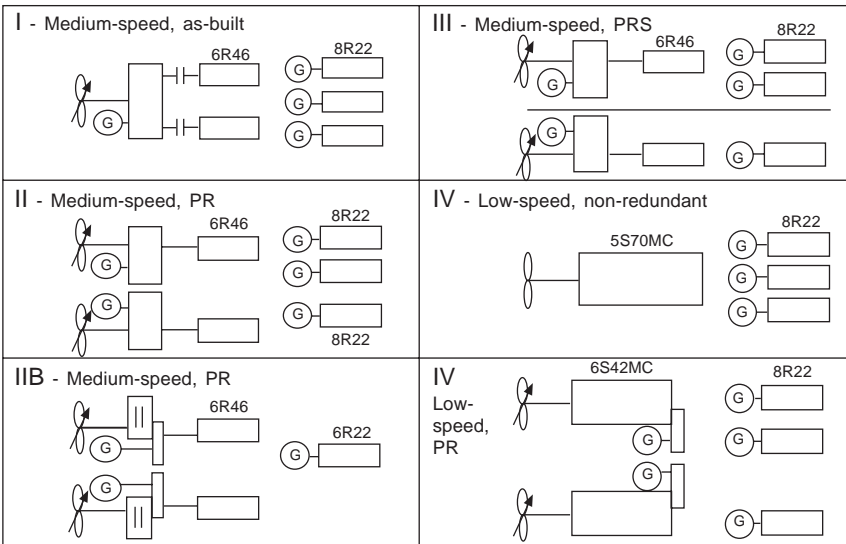 I - Medium-speed, as-built
6R46
8R22
G
G
G
G
III - Medium-speed, PRS
6R46
8R22
G
G
G
G
G
II - Medium-speed, PR
6R46
8R22
G
G
G
G
G
8R22
IV - Low-speed, non-redundant
8R22
5S70MC
G
G
G
IIB - Medium-speed, PR
6R46
6R22
G
G
G
IV
Low-
speed,
PR
6S42MC
8R22
G
G
G
G
G